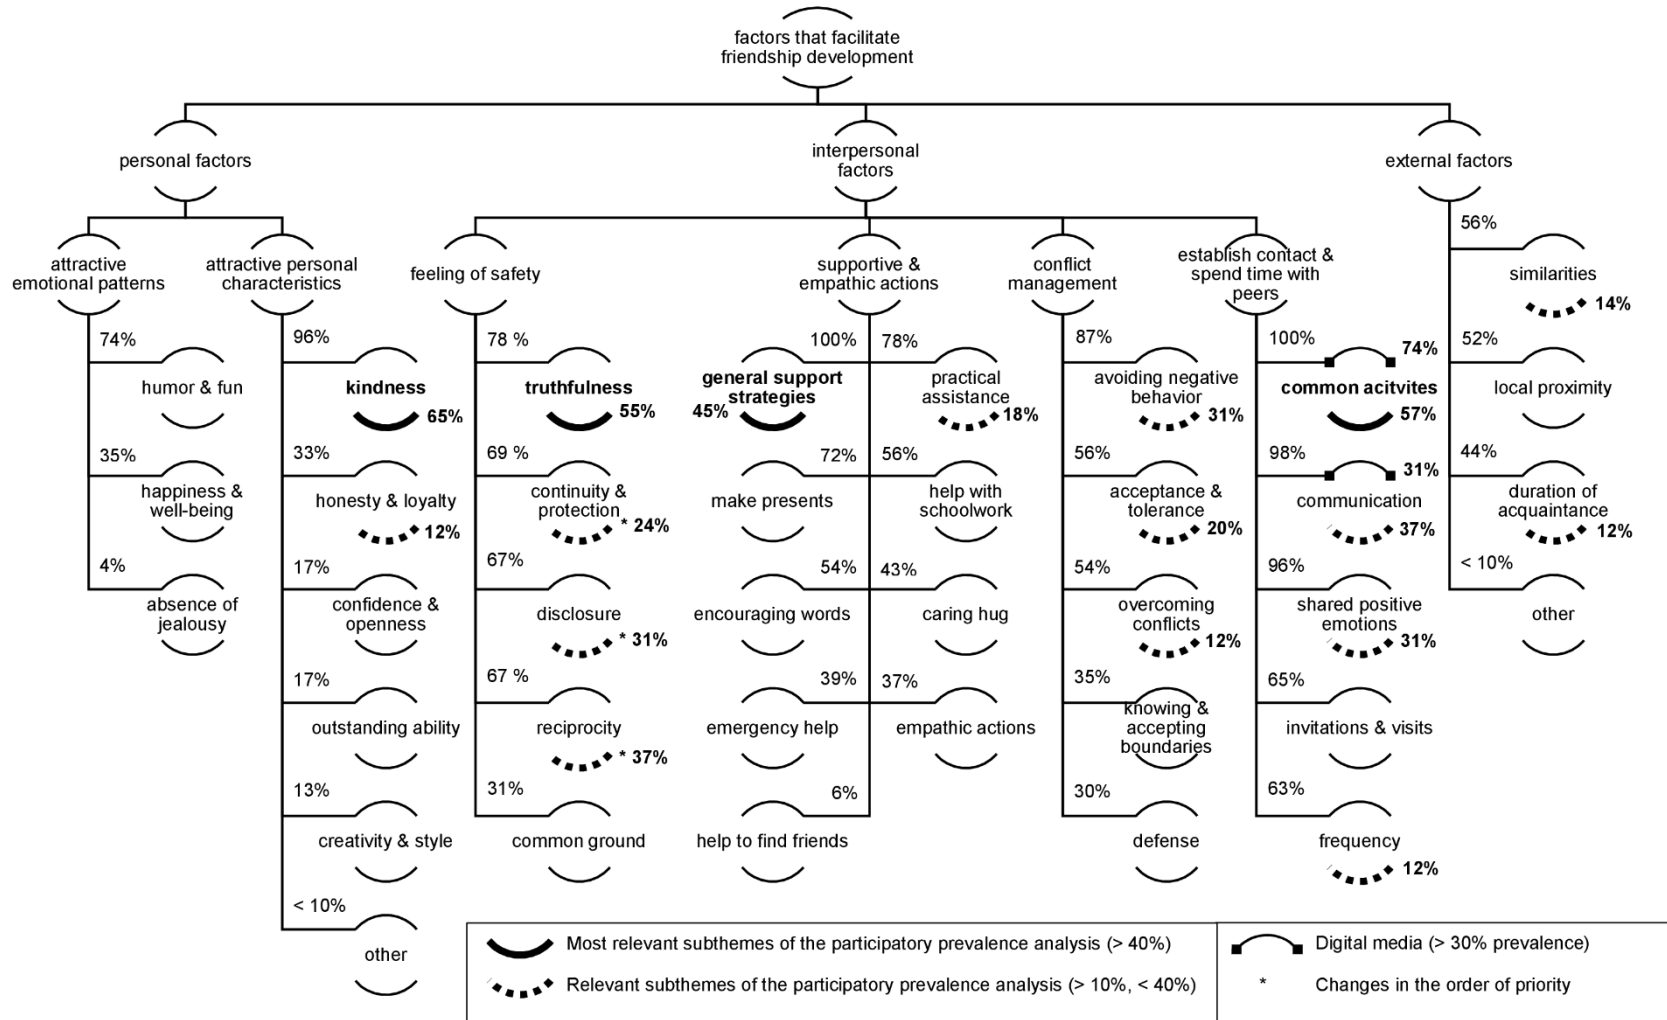 factors that facilitate
friendship development
personal factors
interpersonal
factors
external factors
attractive
emotional patterns
74%
humor & fun
35%
happiness &
well-being
4%
absence of
jealousy
attractive personal
characteristics
96%
kindness
65%
33%
honesty & loyalty
12%
17%
confidence &
openness
17%
outstanding ability
13%
creativity & style
< 10%
other
feeling of safety
78 %
truthfulness
55%
69 %
continuity &
protection
* 24%
67%
disclosure
* 31%
67 %
reciprocity
* 37%
31%
common ground
supportive &
empathic actions
100%
general support
strategies
45%
72%
make presents
54%
encouraging words
39%
emergency help
6%
help to find friends
78%
practical
assistance
18%
56%
help with
schoolwork
43%
caring hug
37%
empathic actions
conflict
management
87%
avoiding negative
behavior
31%
56%
acceptance &
tolerance
20%
54%
overcoming
conflicts
12%
35%
knowing &
accepting
boundaries
30%
defense
establish contact &
spend time with
peers
100%
74%
common acitvites
57%
98%
31%
communication
37%
96%
shared positive
emotions
31%
65%
invitations & visits
63%
frequency
12%
56%
similarities
14%
52%
local proximity
44%
duration of
acquaintance
12%
< 10%
other
Most relevant subthemes of the participatory prevalence analysis (> 40%)
Relevant subthemes of the participatory prevalence analysis (> 10%, < 40%)
Digital media (> 30% prevalence)
* Changes in the order of priority